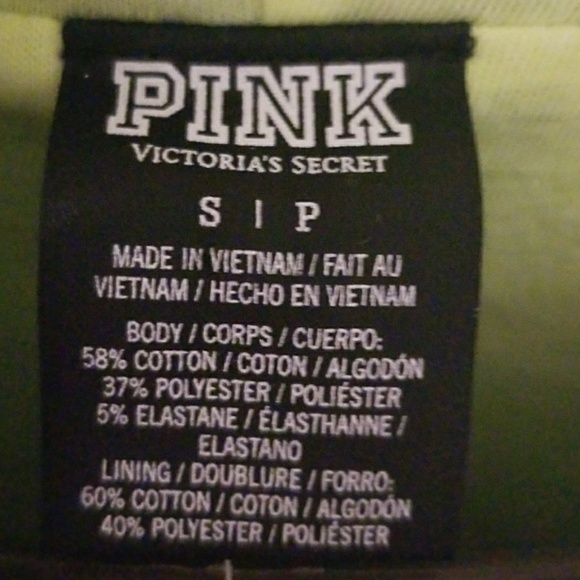 PINK
VICTORIA'S SECRET
S | P
MADE IN VIETNAM / FAIT AU
VIETNAM / HECHO EN VIETNAM
BODY / CORPS / CUERPO:
58% COTTON / COTON / ALGODÓN
37% POLYESTER / POLIÉSTER
5% ELASTANE / ÉLASTHANNE /
ELASTANO
LINING / DOUBLURE / FORRO:
60% COTTON / COTON / ALGODÓN
40% POLYESTER / POLIÉSTER